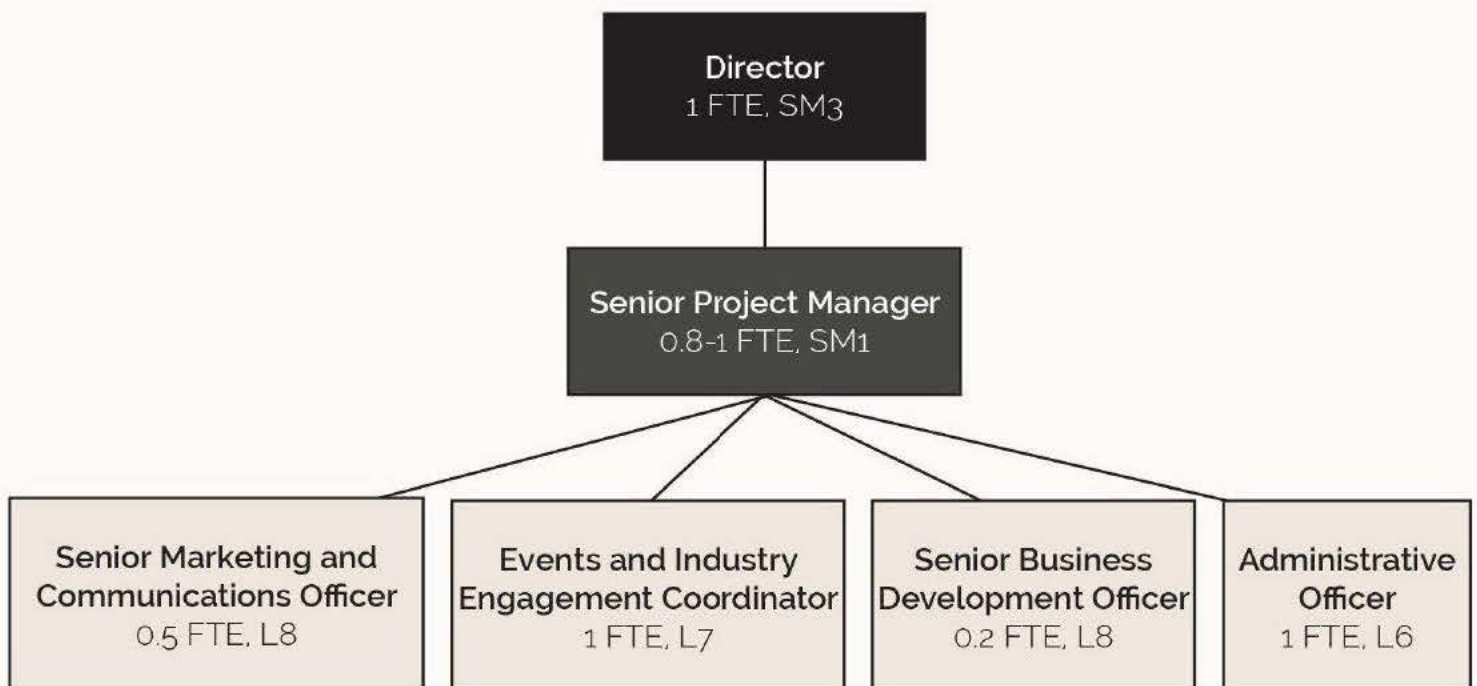 Director
1 FTE, SM3
Senior Project Manager
0.8-1 FTE, SM1
Senior Marketing and
Communications Officer
0.5 FTE, L8
Events and Industry
Engagement Coordinator
1 FTE, L7
Senior Business
Development Officer
0.2 FTE, L8
Administrative
Officer
1 FTE, L6